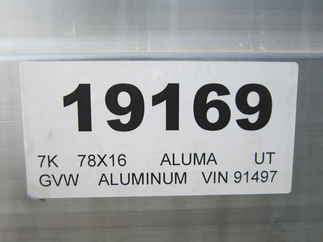 19169
7K 78X16 ALUMA UT
GVW ALUMINUM VIN 91497